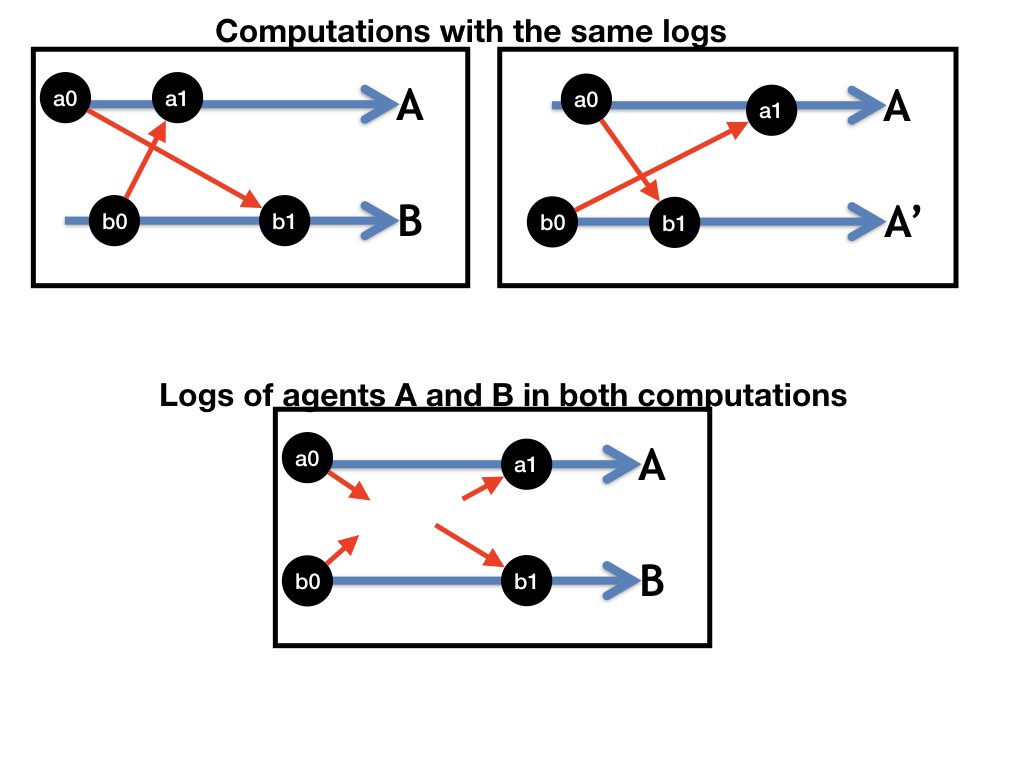 Computations with the same logs
a0 a1 A
b0 b1 B
a0 a1 A
b0 b1 A’
Logs of agents A and B in both computations
a0 a1 A
b0 b1 B